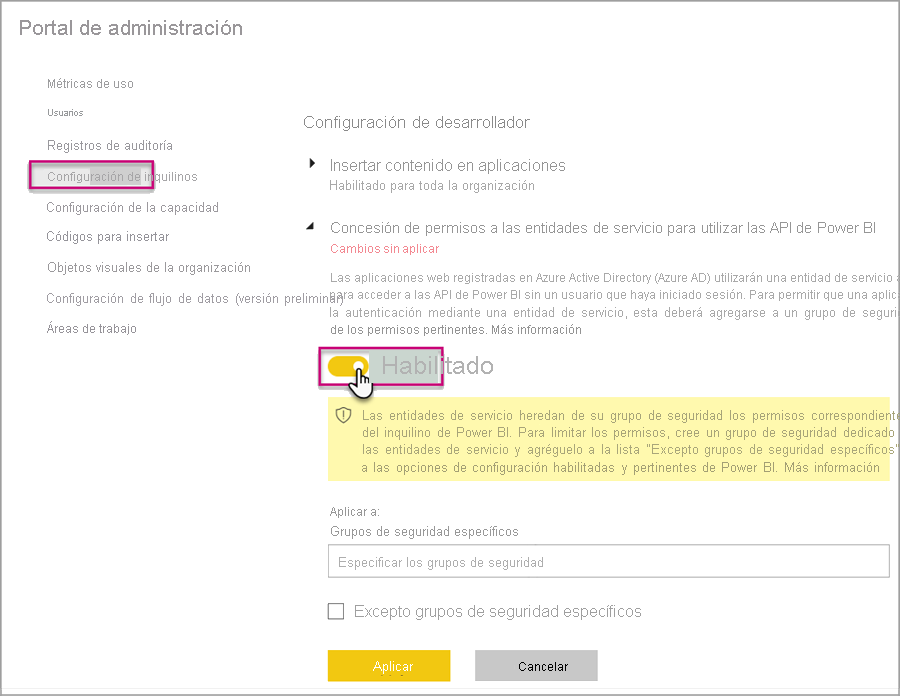 Portal de administración
Métricas de uso
Usuarios
Registros de auditoría
Configuración de inquilinos
Configuración de la capacidad
Códigos para insertar
Objetos visuales de la organización
Configuración de flujo de datos (versión preliminar)
Áreas de trabajo
Configuración de desarrollador
Insertar contenido en aplicaciones
Habilitado para toda la organización
Concesión de permisos a las entidades de servicio para utilizar las API de Power BI
Cambios sin aplicar
Las aplicaciones web registradas en Azure Active Directory (Azure AD) utilizarán una entidad de servicio
para acceder a las API de Power BI sin un usuario que haya iniciado sesión. Para permitir que una aplic
la autenticación mediante una entidad de servicio, esta deberá agregarse a un grupo de seguri
de los permisos pertinentes. Más información
Habilitado
Las entidades de servicio heredan de su grupo de seguridad los permisos correspondiente
del inquilino de Power BI. Para limitar los permisos, cree un grupo de seguridad dedicado
las entidades de servicio y agréguelo a la lista "Excepto grupos de seguridad específicos"
a las opciones de configuración habilitadas y pertinentes de Power BI. Más información
Aplicar a:
Grupos de seguridad específicos
Especificar los grupos de seguridad
Excepto grupos de seguridad específicos
Aplicar
Cancelar